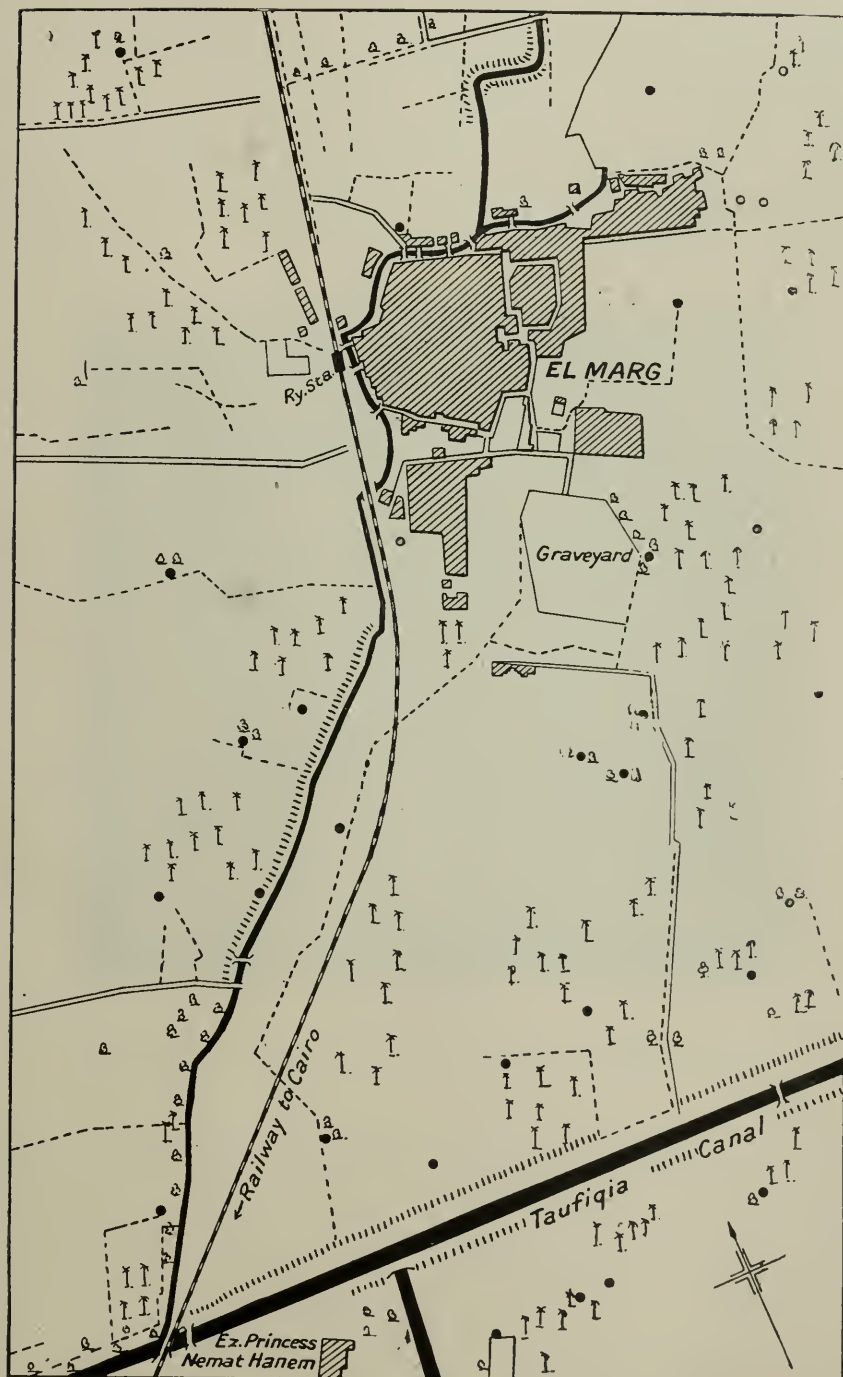 Ry. Sta.
EL MARG
Graveyard
←Railway to Cairo
Taufiqia Canal
Ez. Princess
Nemat Hanem